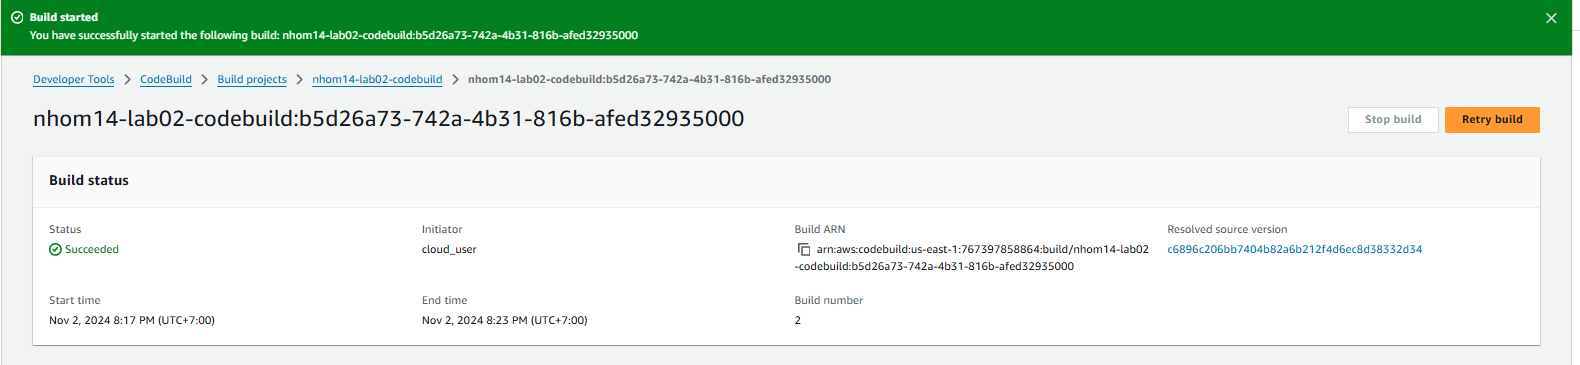 Build started
You have successfully started the following build: nhom14-lab02-codebuild:b5d26a73-742a-4b31-816b-afed32935000
Developer Tools > CodeBuild > Build projects > nhom14-lab02-codebuild > nhom14-lab02-codebuild:b5d26a73-742a-4b31-816b-afed32935000
nhom14-lab02-codebuild:b5d26a73-742a-4b31-816b-afed32935000
Stop build
Retry build
Build status
Status
Succeeded
Initiator
cloud_user
Build ARN
arn:aws:codebuild:us-east-1:767397858864:build/nhom14-lab02
-codebuild:b5d26a73-742a-4b31-816b-afed32935000
Resolved source version
c6896c206bb7404b82a6b212f4d6ec8d38332d34
Start time
Nov 2, 2024 8:17 PM (UTC+7:00)
End time
Nov 2, 2024 8:23 PM (UTC+7:00)
Build number
2